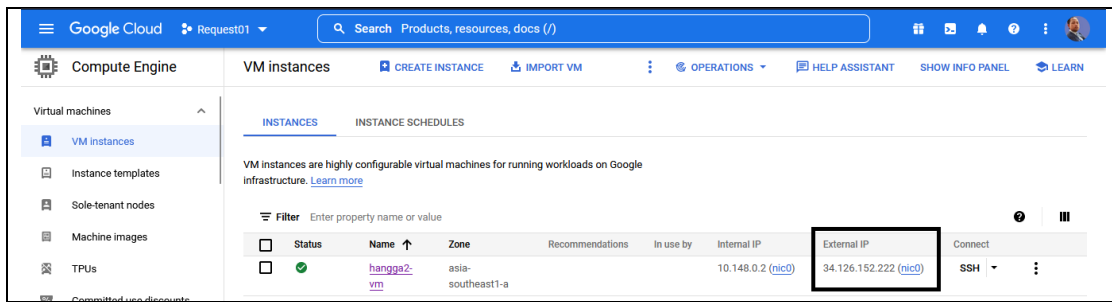 Google Cloud Request01 Search Products, resources, docs (/)
Compute Engine VM instances CREATE INSTANCE IMPORT VM OPERATIONS HELP ASSISTANT SHOW INFO PANEL LEARN
Virtual machines
INSTANCES INSTANCE SCHEDULES
VM instances
VM instances are highly configurable virtual machines for running workloads on Google
infrastructure. Learn more
Instance templates
Sole-tenant nodes
Filter Enter property name or value
Machine images
Status Name Zone Recommendations In use by Internal IP External IP Connect
TPUs
hangga2-vm asia-southeast1-a 10.148.0.2 (nic0) 34.126.152.222 (nic0) SSH
Committed use discounts